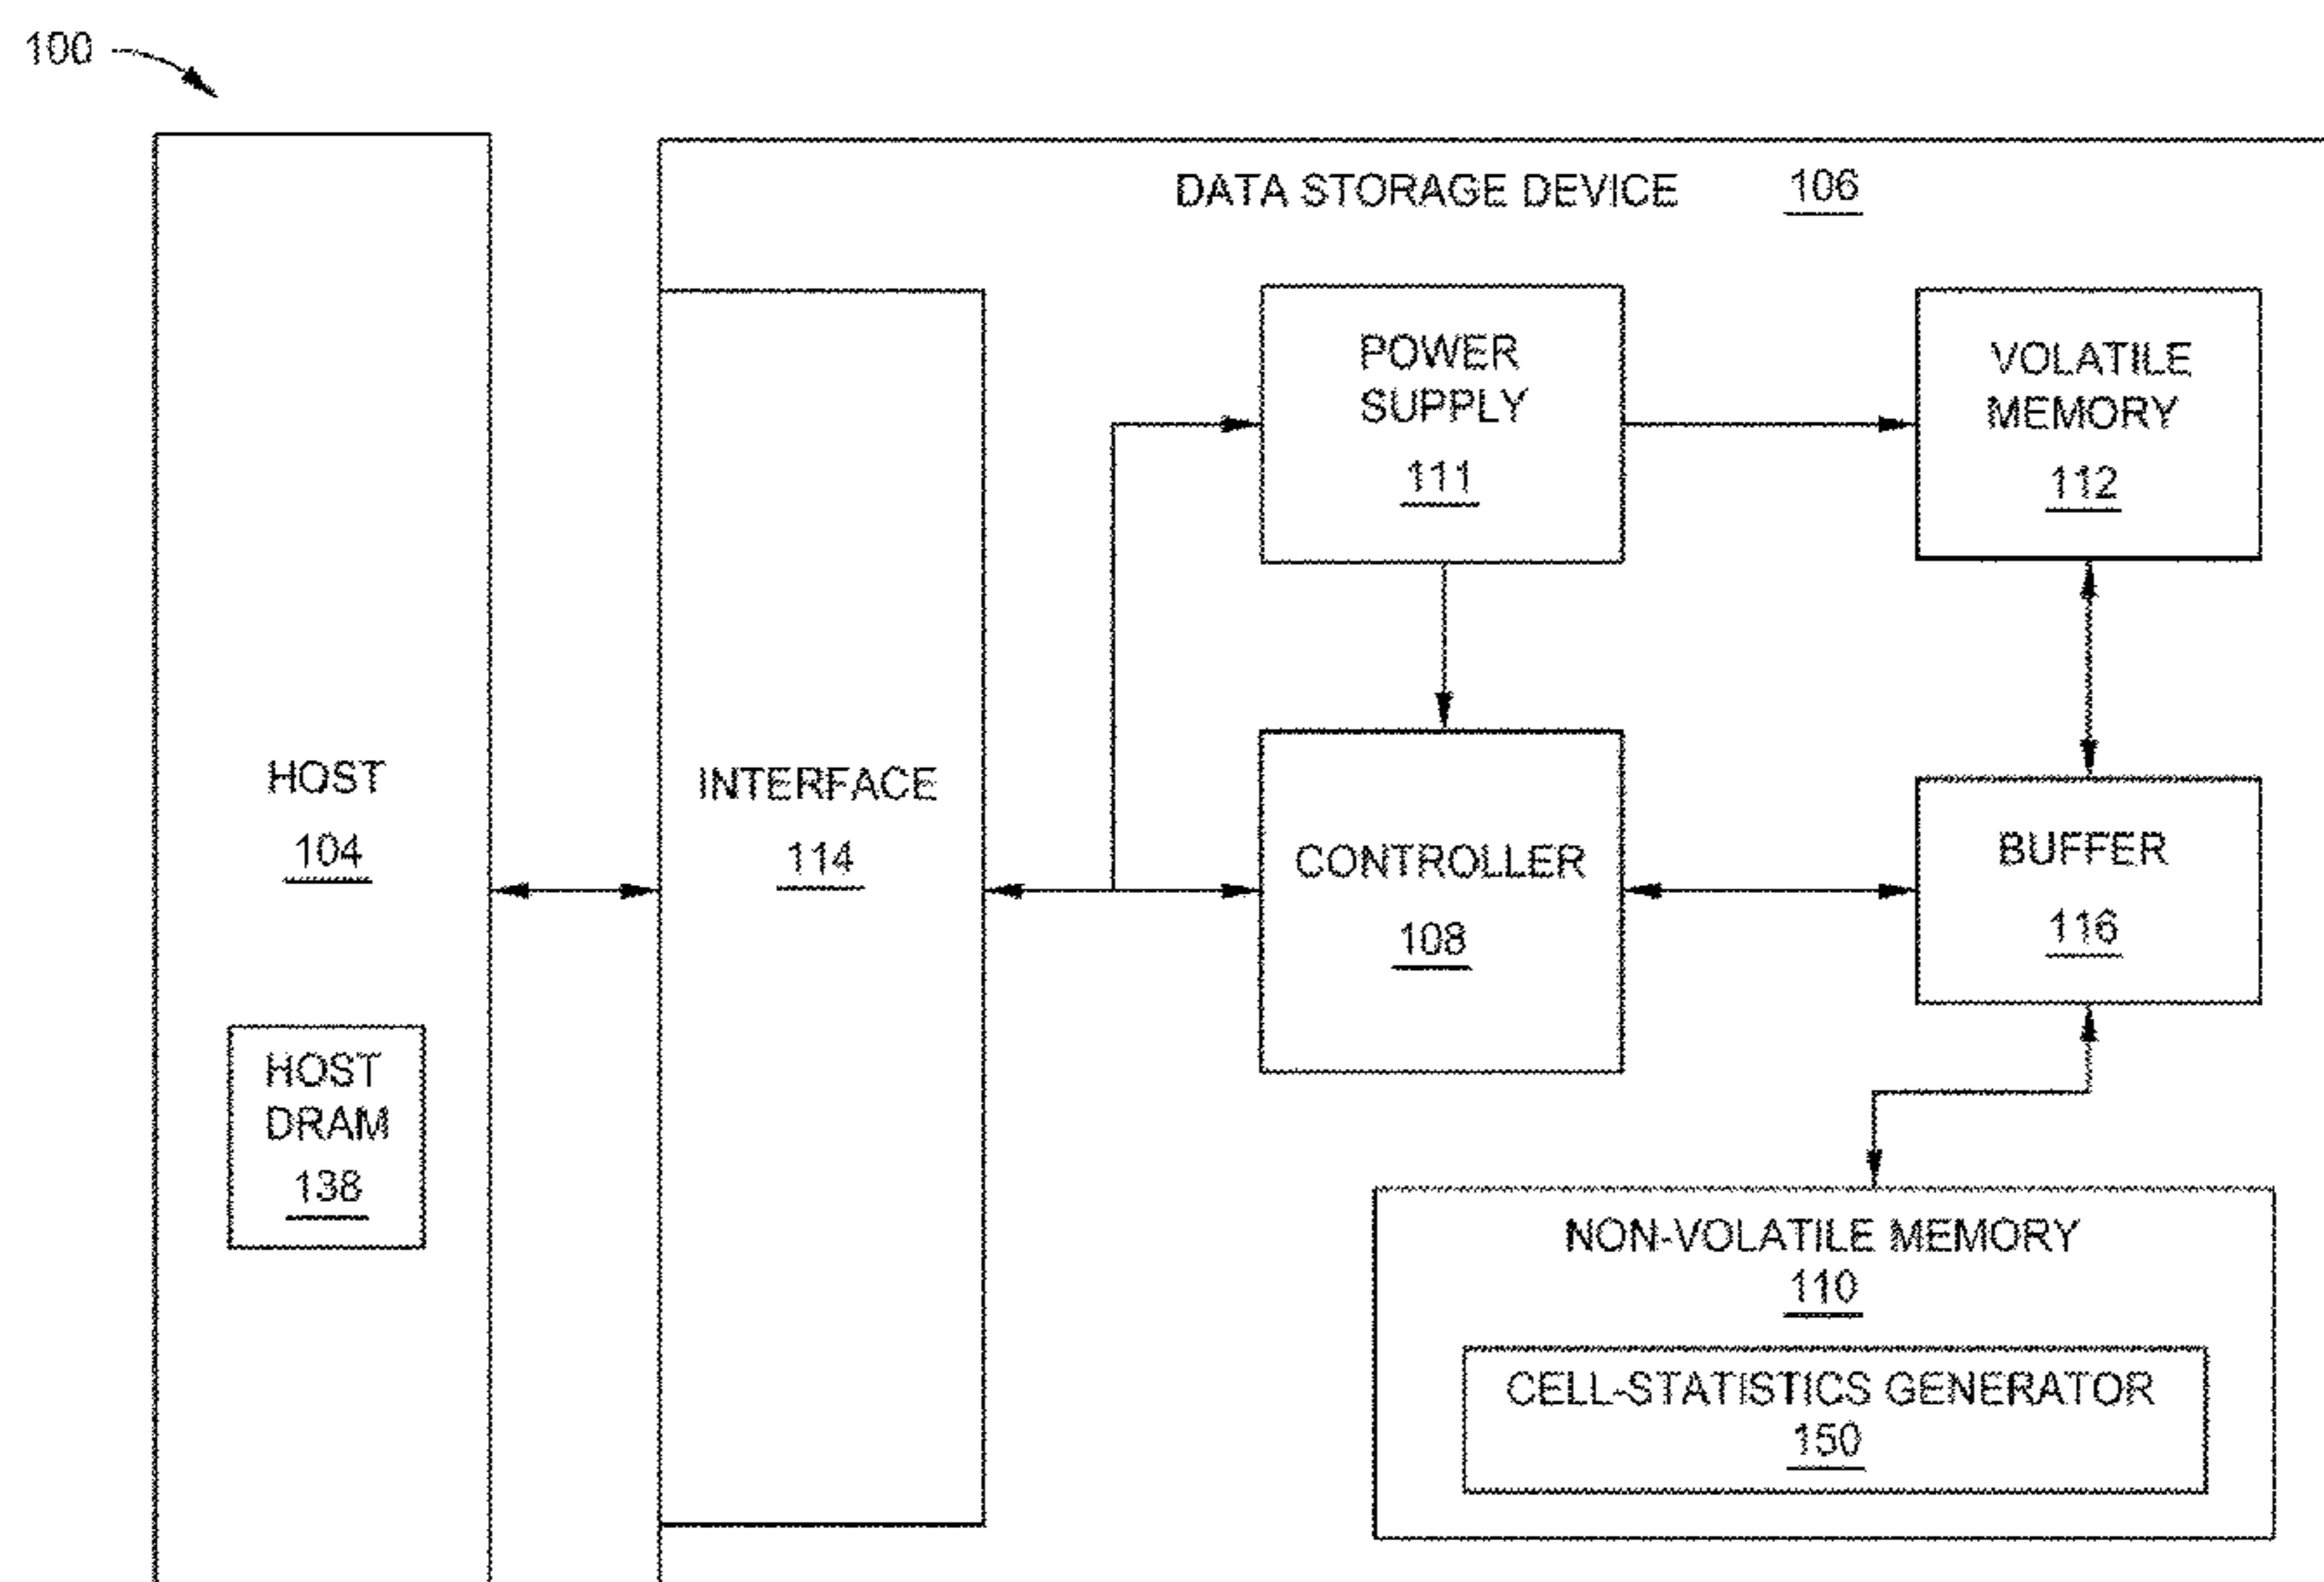 100
DATA STORAGE DEVICE 106
POWER
SUPPLY
111
VOLATILE
MEMORY
112
HOST
104
INTERFACE
114
CONTROLLER
108
BUFFER
116
HOST
DRAM
138
NON-VOLATILE MEMORY
110
CELL-STATISTICS GENERATOR
150